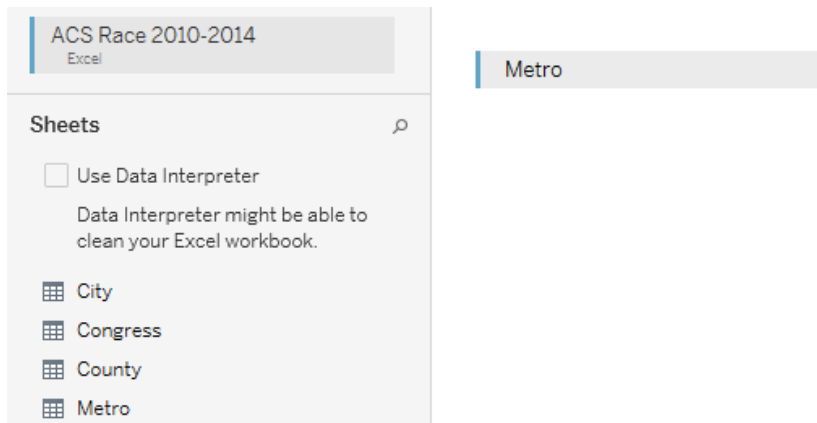 ACS Race 2010-2014
Excel
Metro
Sheets
Use Data Interpreter
Data Interpreter might be able to
clean your Excel workbook.
City
Congress
County
Metro